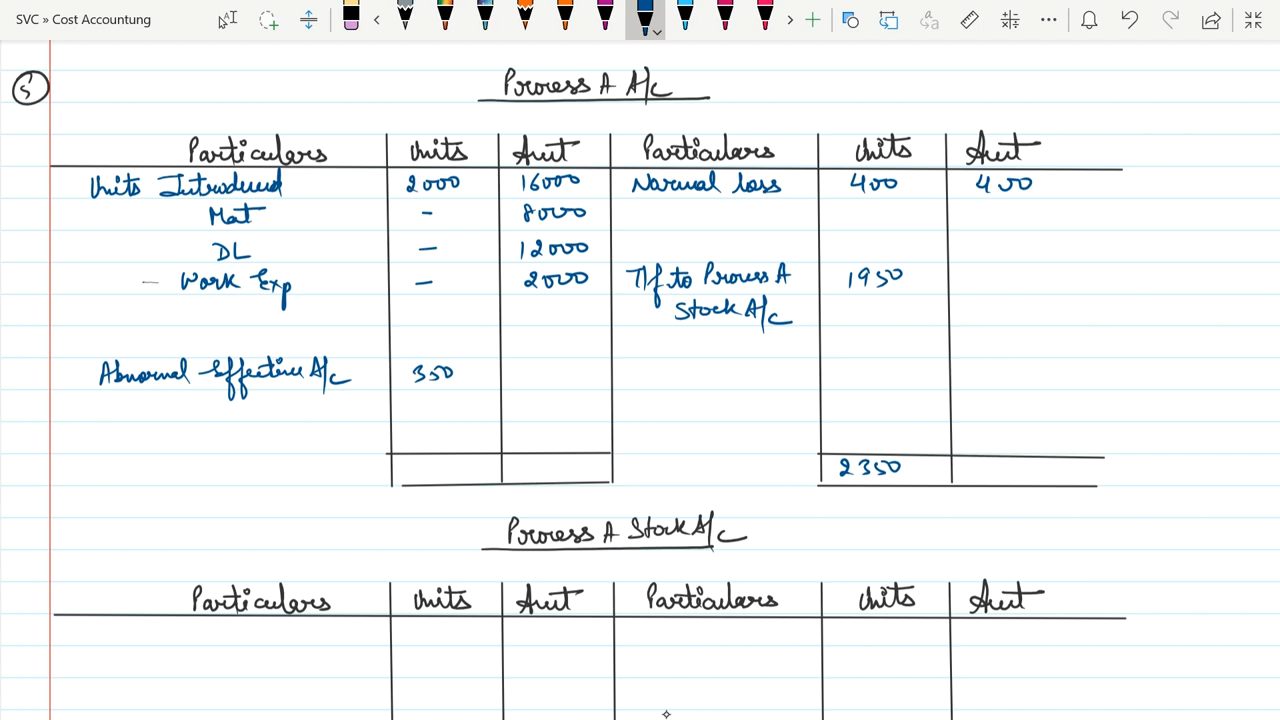 SVC » Cost Accountung
5
Process A A/c
Particulars Units Amt Particulars Units Amt
Units Introduced 2000 16000 Normal loss 400 400
Mat - 8000
DL - 12000
- Work Exp - 2000 T/f to Process A 1950
Stock A/c
Abnormal Effective A/c 350
2350
Process A Stock A/c
Particulars Units Amt Particulars Units Amt